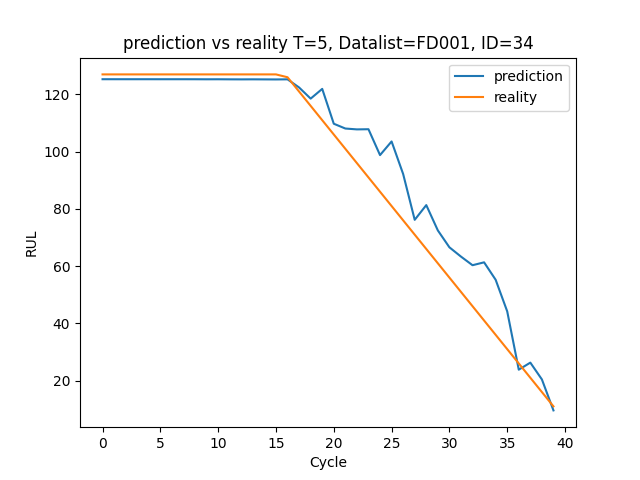 prediction vs reality T=5, Datalist=FD001, ID=34
prediction
reality
120
100
80
60
40
20
RUL
0 5 10 15 20 25 30 35 40
Cycle